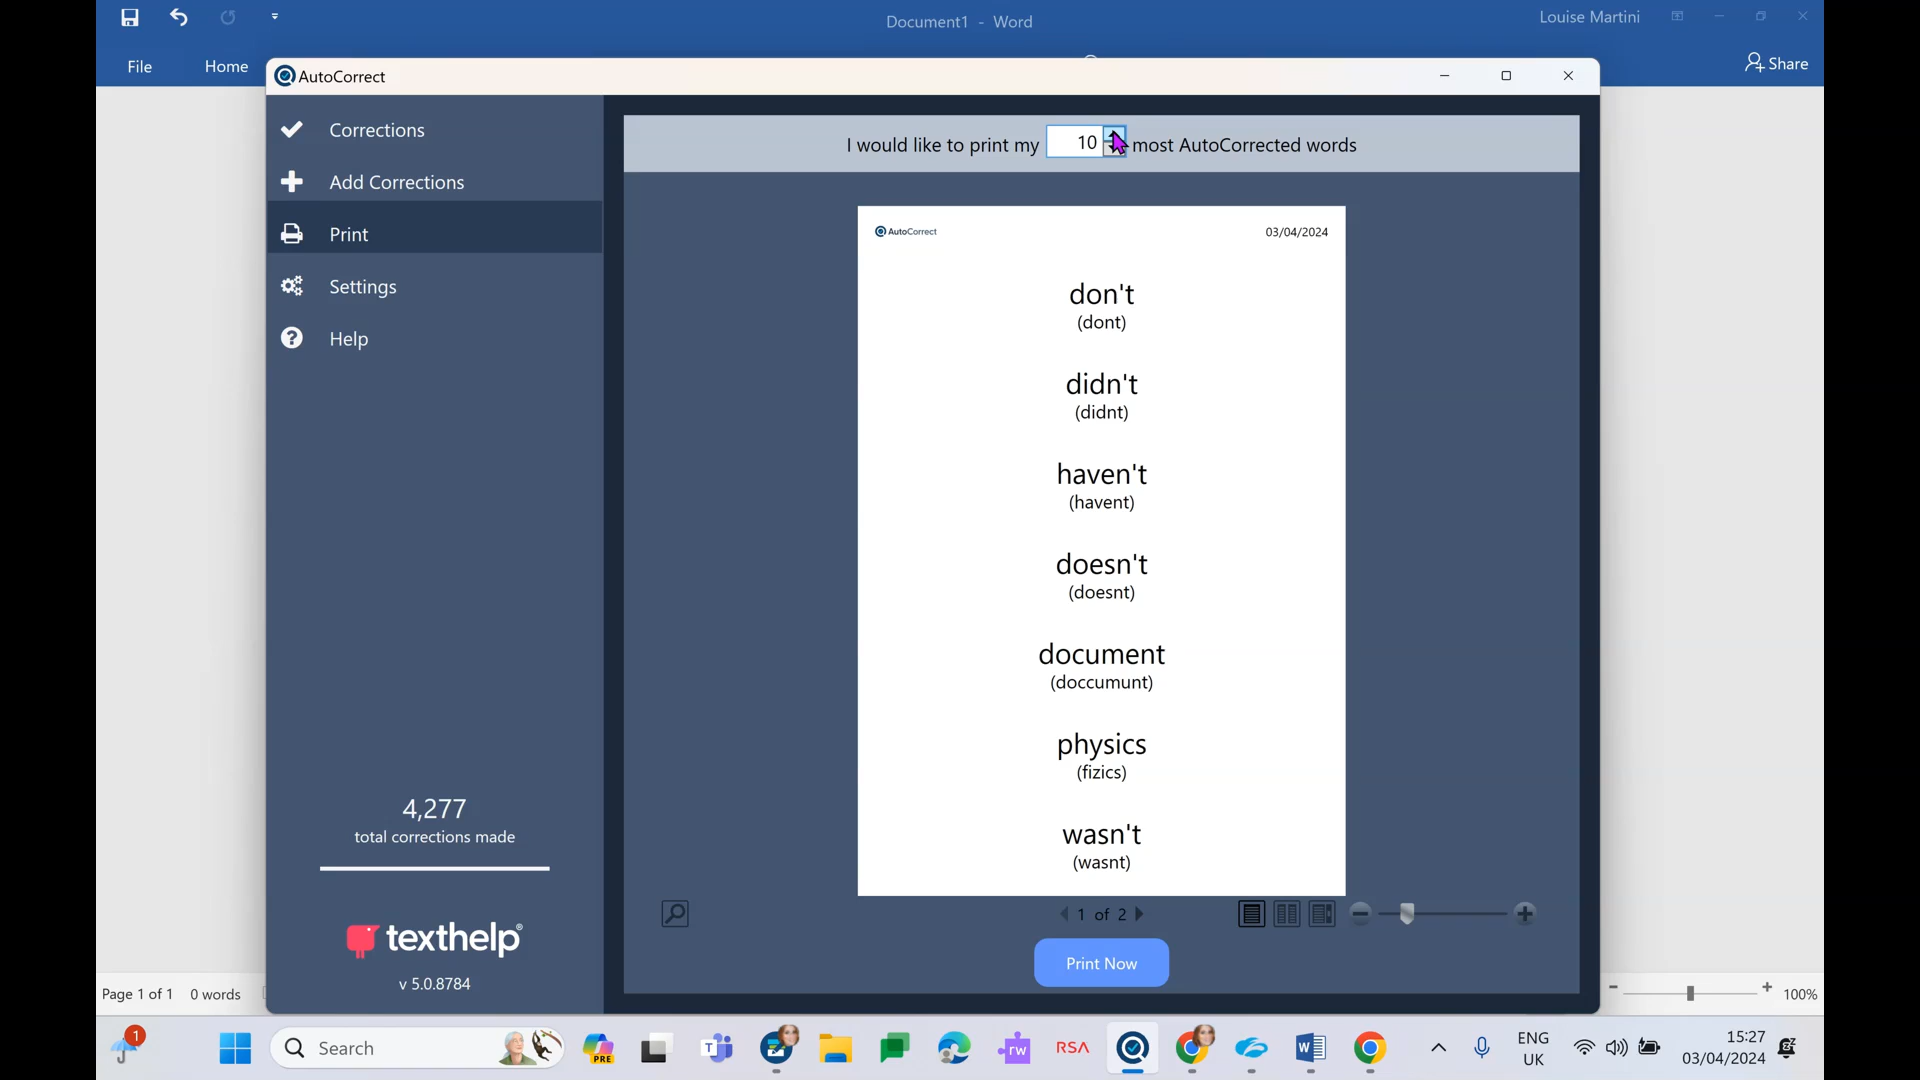 Document1 - Word
Louise Martini
File
Home
Share
AutoCorrect
Corrections
Add Corrections
Print
Settings
Help
I would like to print my 10 most AutoCorrected words
AutoCorrect
03/04/2024
don't
(dont)
didn't
(didnt)
haven't
(havent)
doesn't
(doesnt)
document
(doccumunt)
physics
(fizics)
wasn't
(wasnt)
4,277
total corrections made
texthelp®
v 5.0.8784
1 of 2
Print Now
Page 1 of 1 0 words
100%
1
Search
PRE
T
rw
RSA
W
ENG
UK
15:27
03/04/2024